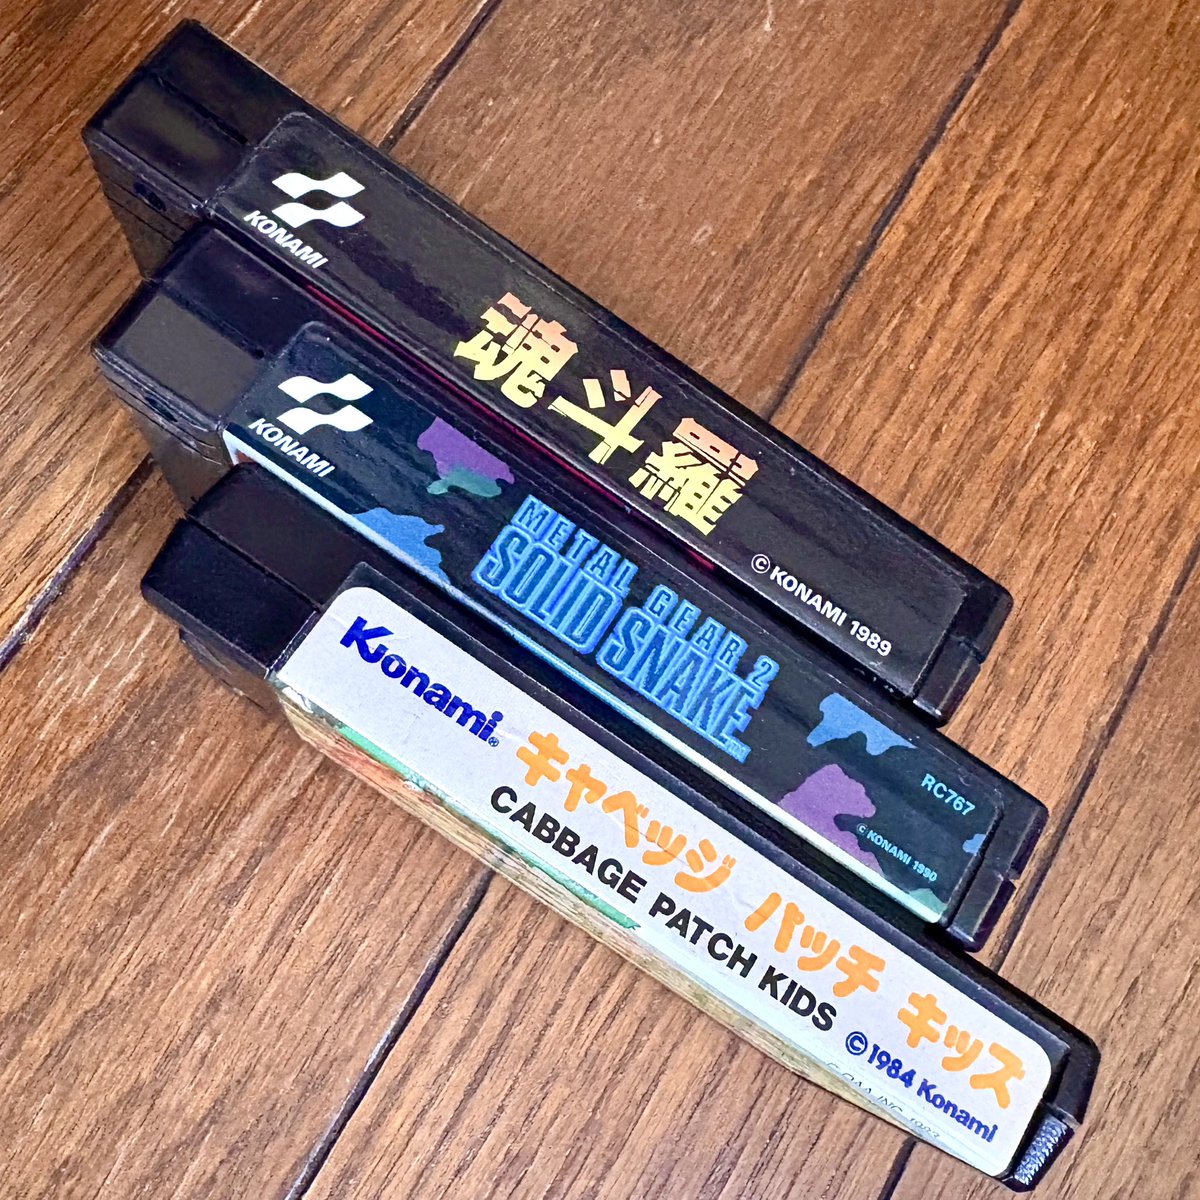 KONAMI
魂斗羅
© KONAMI 1989
KONAMI
METAL GEAR 2
SOLID SNAKE™
RC767
© KONAMI 1990
Konami®
キャベッジ パッチ キッズ
CABBAGE PATCH KIDS
© 1984 Konami